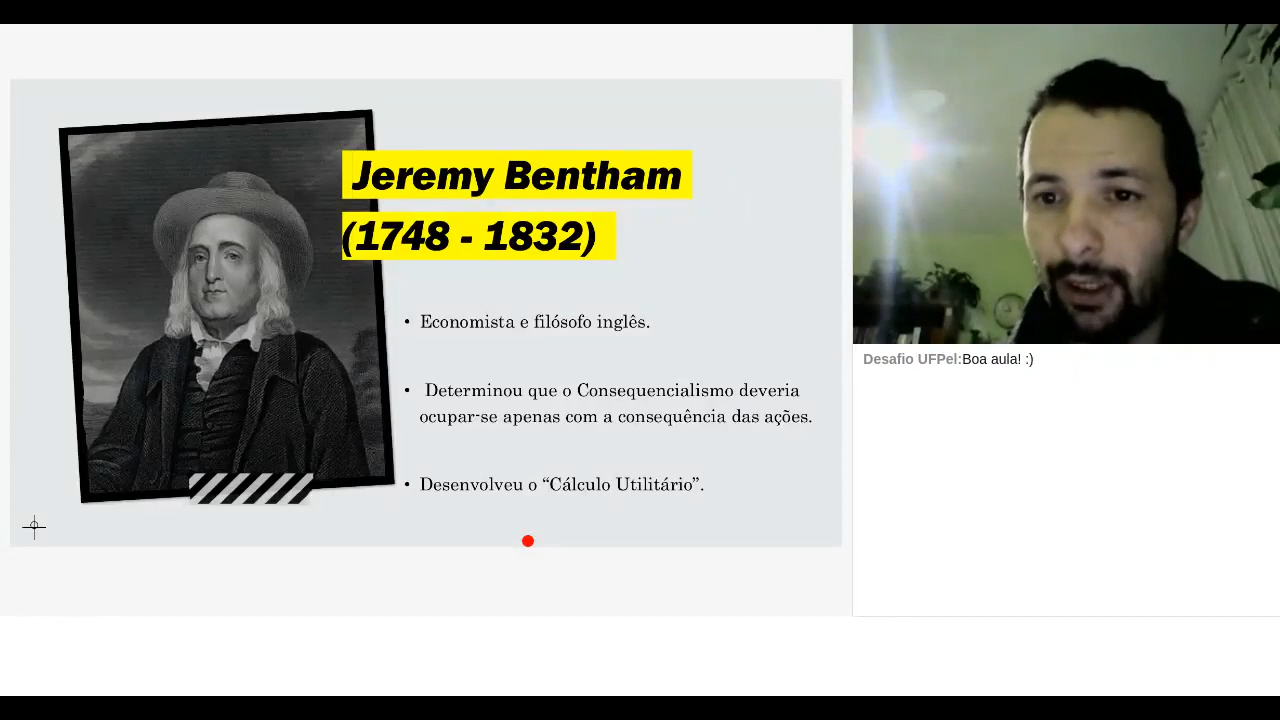 Jeremy Bentham
(1748 - 1832)
• Economista e filósofo inglês.
• Determinou que o Consequencialismo deveria
ocupar-se apenas com a consequência das ações.
• Desenvolveu o “Cálculo Utilitário”.
Desafio UFPel:Boa aula! :)